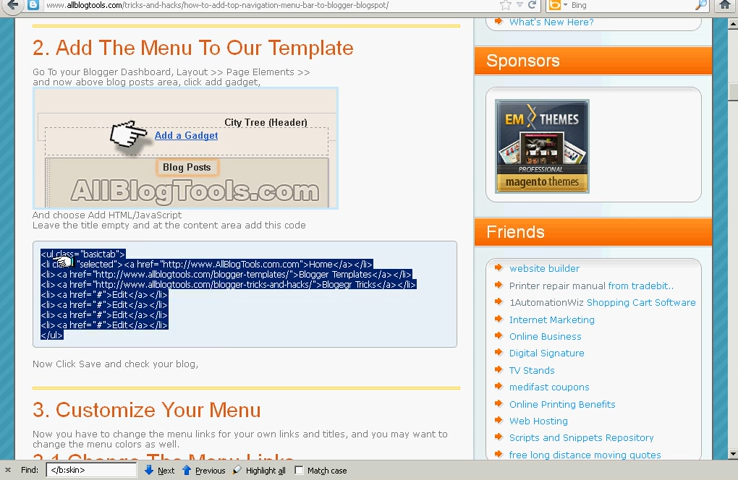 www.allblogtools.com/tricks-and-hacks/how-to-add-top-navigation-menu-bar-to-blogger-blogspot/
Bing
What's New Here?
2. Add The Menu To Our Template
Go To your Blogger Dashboard, Layout >> Page Elements >>
and now above blog posts area, click add gadget,
City Tree (Header)
Add a Gadget
Blog Posts
AllBlogTools.com
And choose Add HTML/JavaScript
Leave the title empty and at the content area add this code
<ul class="basictab">
<li "selected"><a href="http://www.AllBlogTools.com.com">Home</a></li>
<li><a href="http://www.allblogtools.com/blogger-templates/">Blogger Templates</a></li>
<li><a href="http://www.allblogtools.com/blogger-tricks-and-hacks/">Blogegr Tricks</a></li>
<li><a href="#">Edit</a></li>
<li><a href="#">Edit</a></li>
<li><a href="#">Edit</a></li>
<li><a href="#">Edit</a></li>
</ul>
Now Click Save and check your blog,
3. Customize Your Menu
Now you have to change the menu links for your own links and titles, and you may want to
change the menu colors as well.
3.1 Change The Menu Links
Sponsors
EM THEMES
PROFESSIONAL
magento themes
Friends
website builder
Printer repair manual from tradebit..
1AutomationWiz Shopping Cart Software
Internet Marketing
Online Business
Digital Signature
TV Stands
medifast coupons
Online Printing Benefits
Web Hosting
Scripts and Snippets Repository
free long distance moving quotes
Find: </b:skin> Next Previous Highlight all Match case